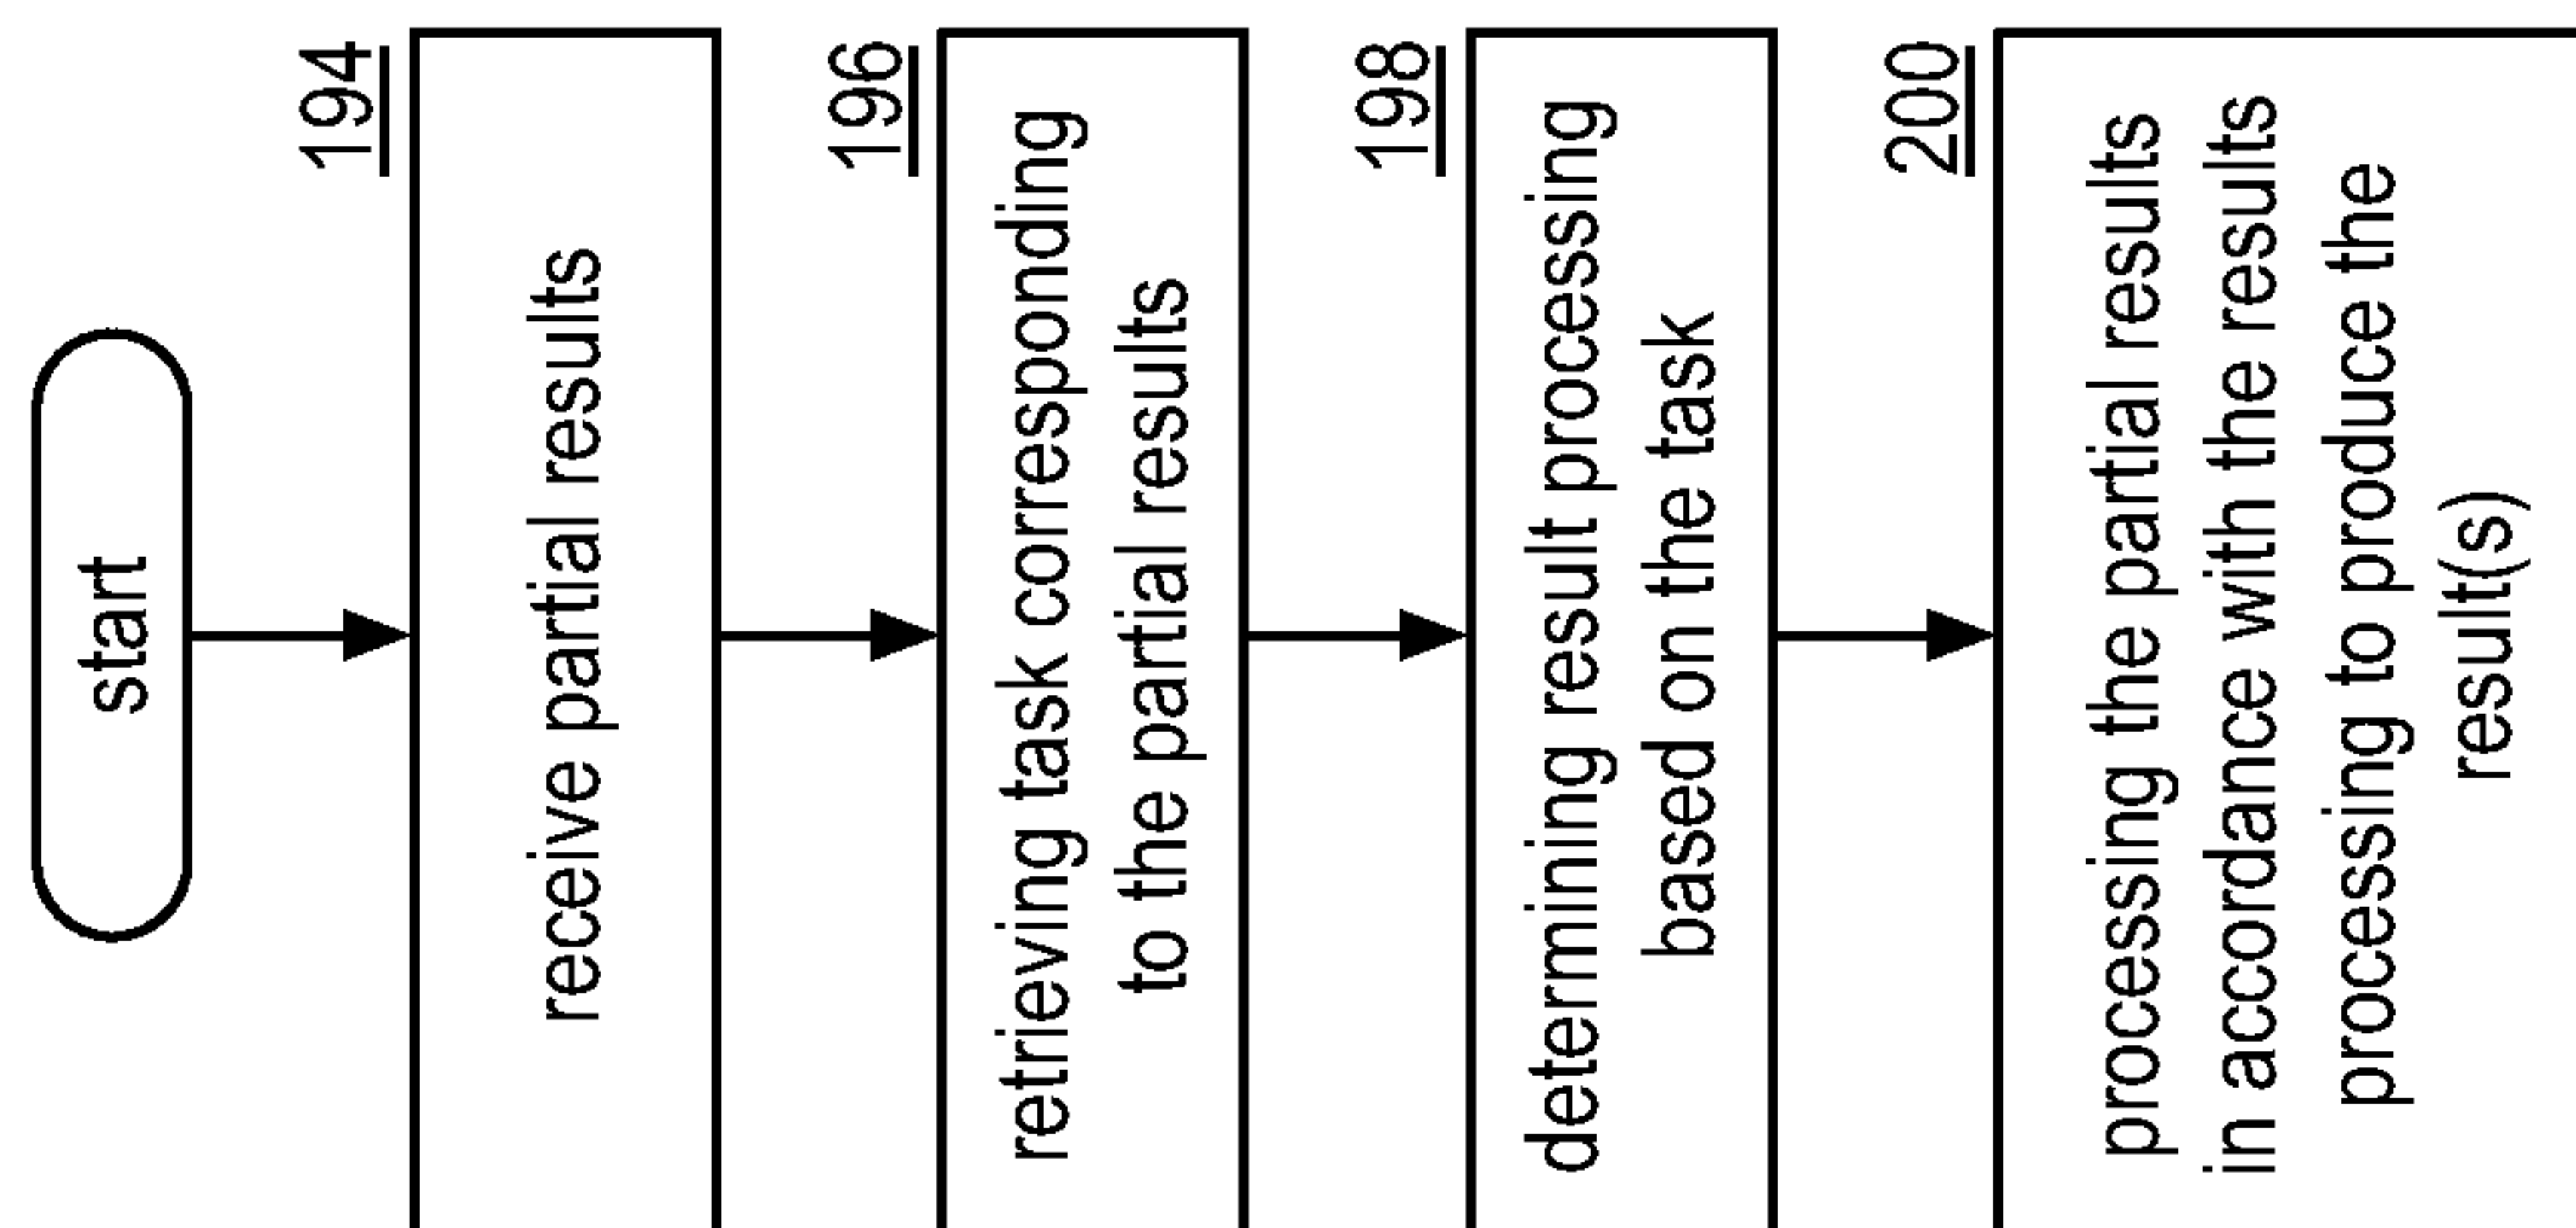 start
194
receive partial results
196
retrieving task corresponding
to the partial results
198
determining result processing
based on the task
200
processing the partial results
in accordance with the results
processing to produce the
result(s)